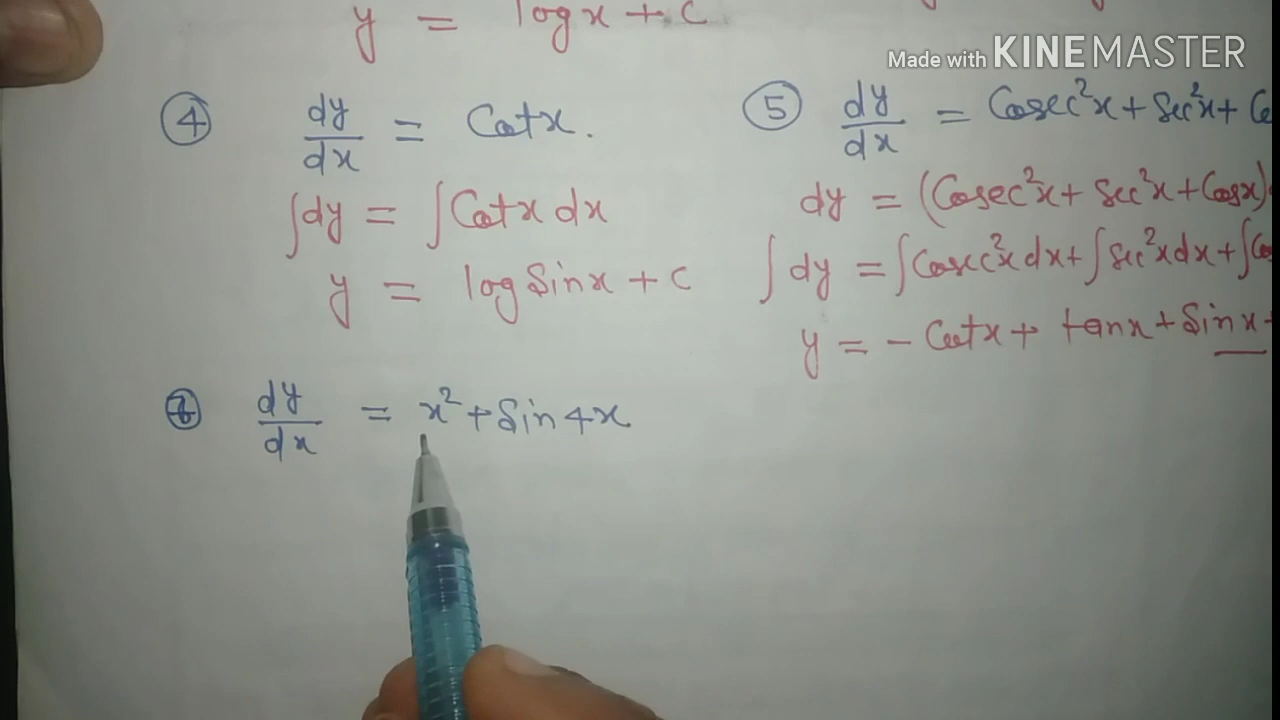 y = log x + c
Made with KINEMASTER
④ dy/dx = Cot x.
∫dy = ∫Cot x dx
y = log Sin x + c
⑤ dy/dx = Cosec²x + Sec²x +
dy = (Cosec²x + Sec²x + Cosx)
∫dy = ∫Cosec²x dx + ∫Sec²x dx + ∫
y = - Cot x + tan x + Sin x +
dy/dx = x² + Sin 4x